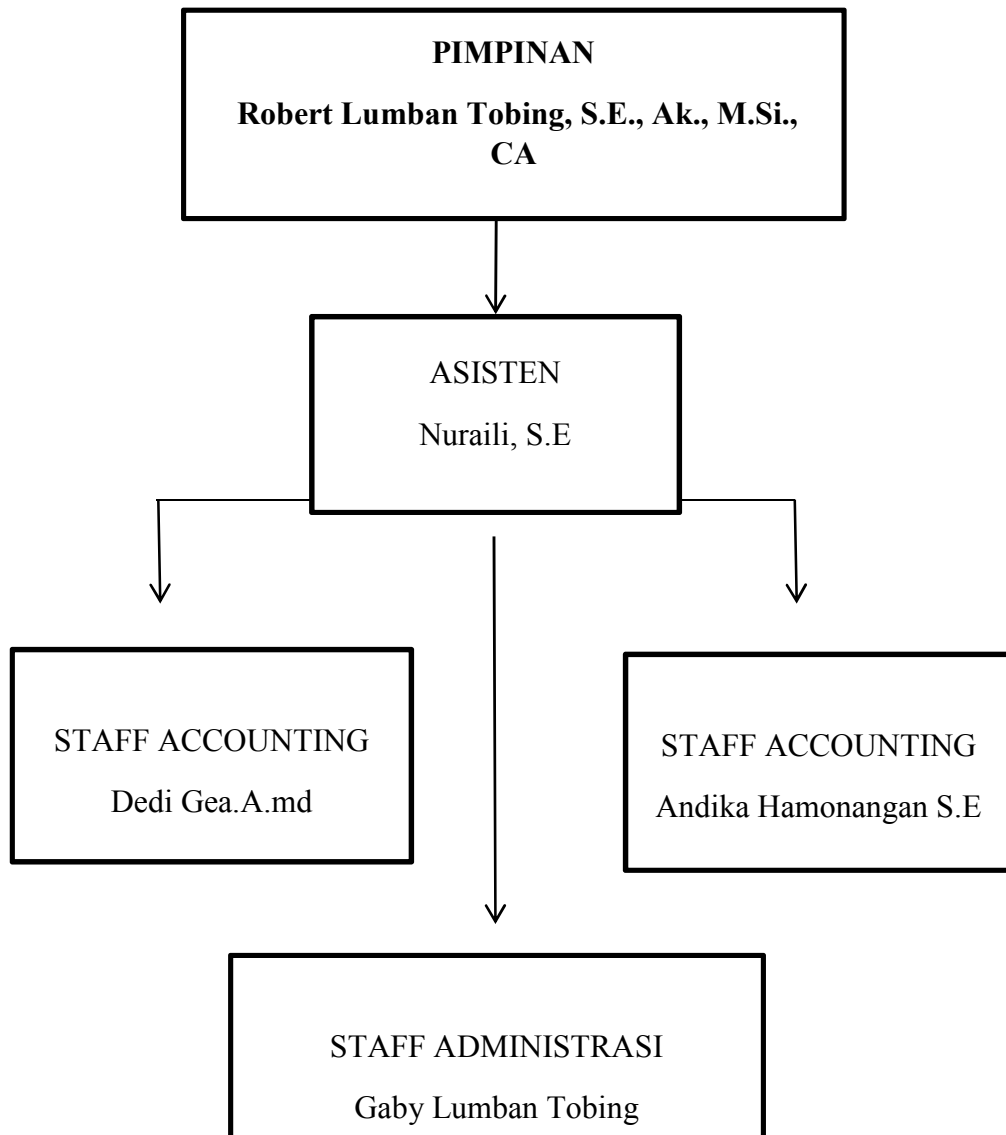 PIMPINAN
Robert Lumban Tobing, S.E., Ak., M.Si.,
CA
ASISTEN
Nuraili, S.E
STAFF ACCOUNTING
Dedi Gea.A.md
STAFF ACCOUNTING
Andika Hamonangan S.E
STAFF ADMINISTRASI
Gaby Lumban Tobing